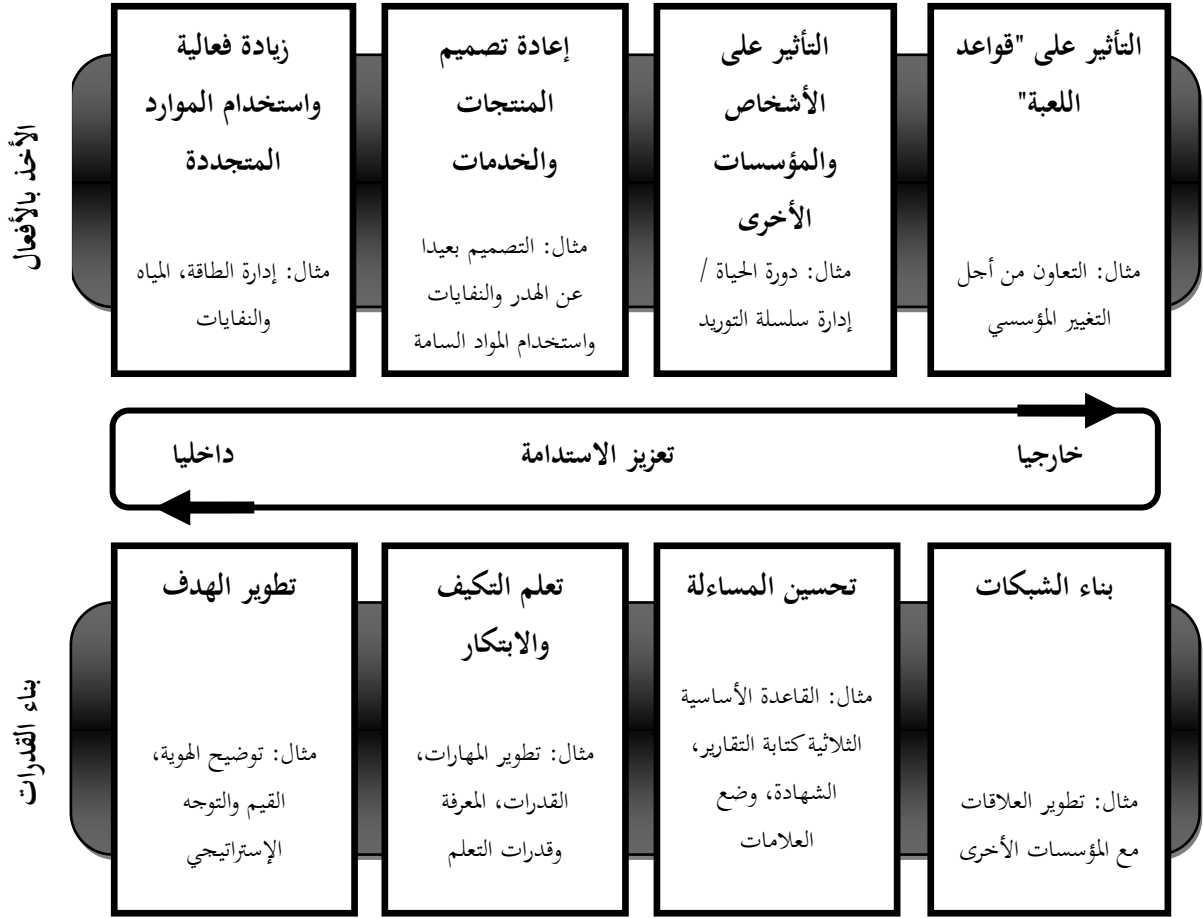 الأخذ بالأفعال
التأثير على "قواعد
اللعبة"
مثال: التعاون من أجل
التغيير المؤسسي
التأثير على
الأشخاص
والمؤسسات
الأخرى
مثال: دورة الحياة /
إدارة سلسلة التوريد
إعادة تصميم
المنتجات
والخدمات
مثال: التصميم بعيدا
عن الهدر والنفايات
واستخدام المواد السامة
زيادة فعالية
واستخدام الموارد
المتجددة
مثال: إدارة الطاقة، المياه
والنفايات
خارجيا
تعزيز الاستدامة
داخليا
بناء القدرات
بناء الشبكات
مثال: تطوير العلاقات
مع المؤسسات الأخرى
تحسين المساءلة
مثال: القاعدة الأساسية
الثلاثية كتابة التقارير،
الشهادة، وضع
العلامات
تعلم التكيف
والابتكار
مثال: تطوير المهارات،
القدرات، المعرفة
وقدرات التعلم
تطوير الهدف
مثال: توضيح الهوية،
القيم والتوجه
الإستراتيجي